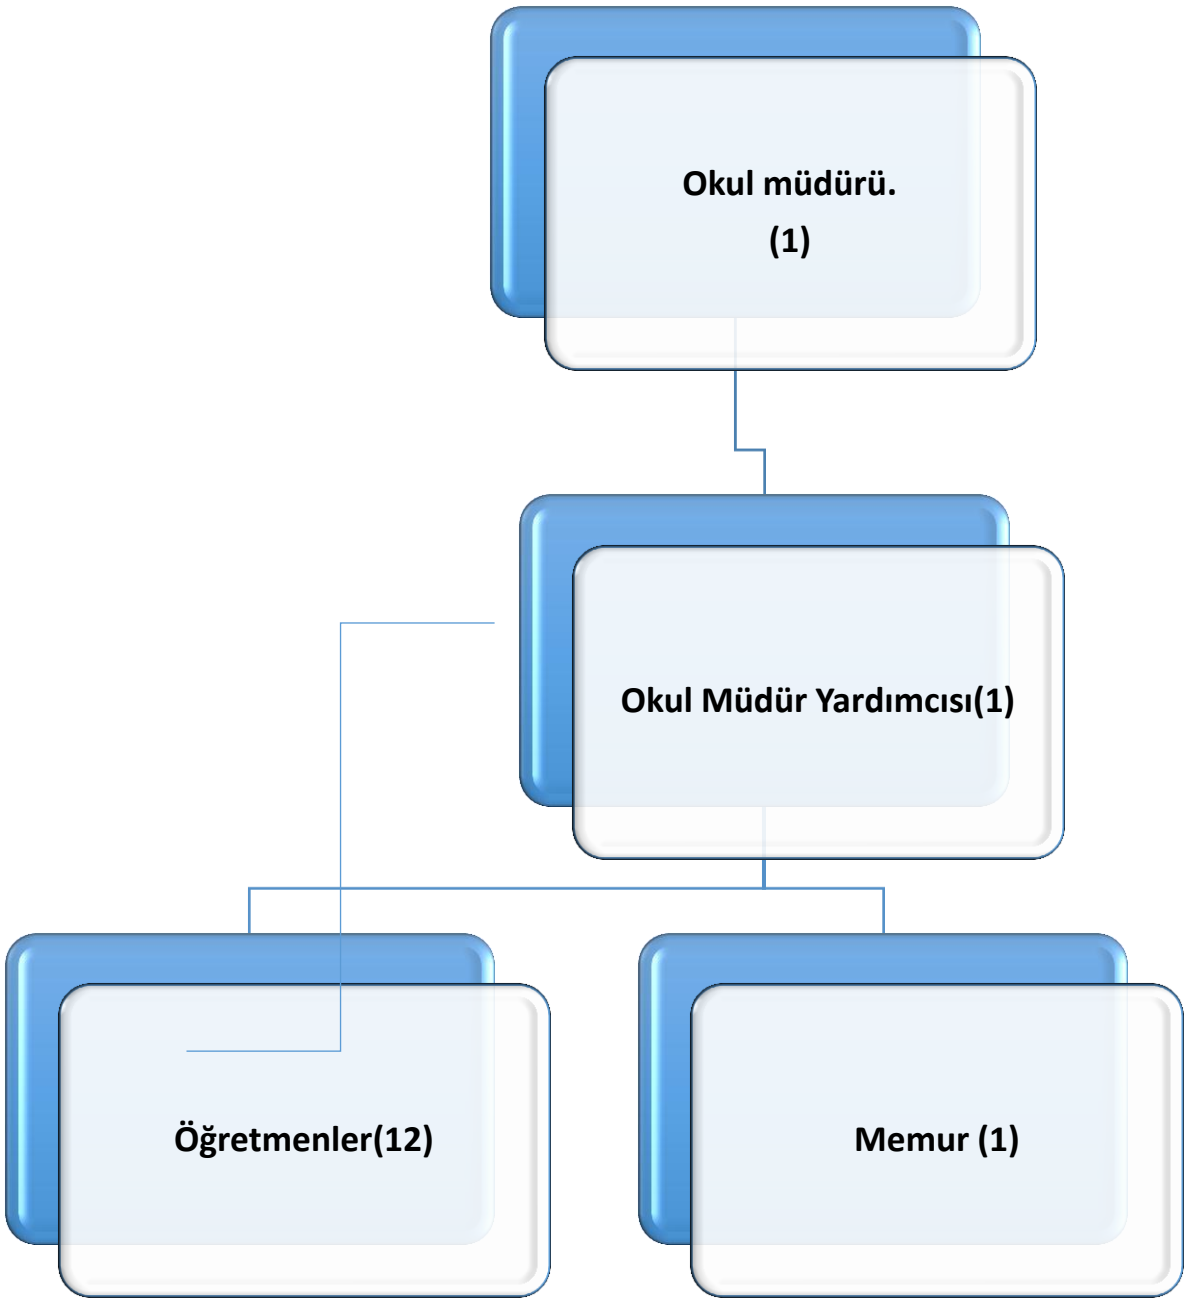 Okul müdürü.
(1)
Okul Müdür Yardımcısı(1)
Öğretmenler(12)
Memur (1)